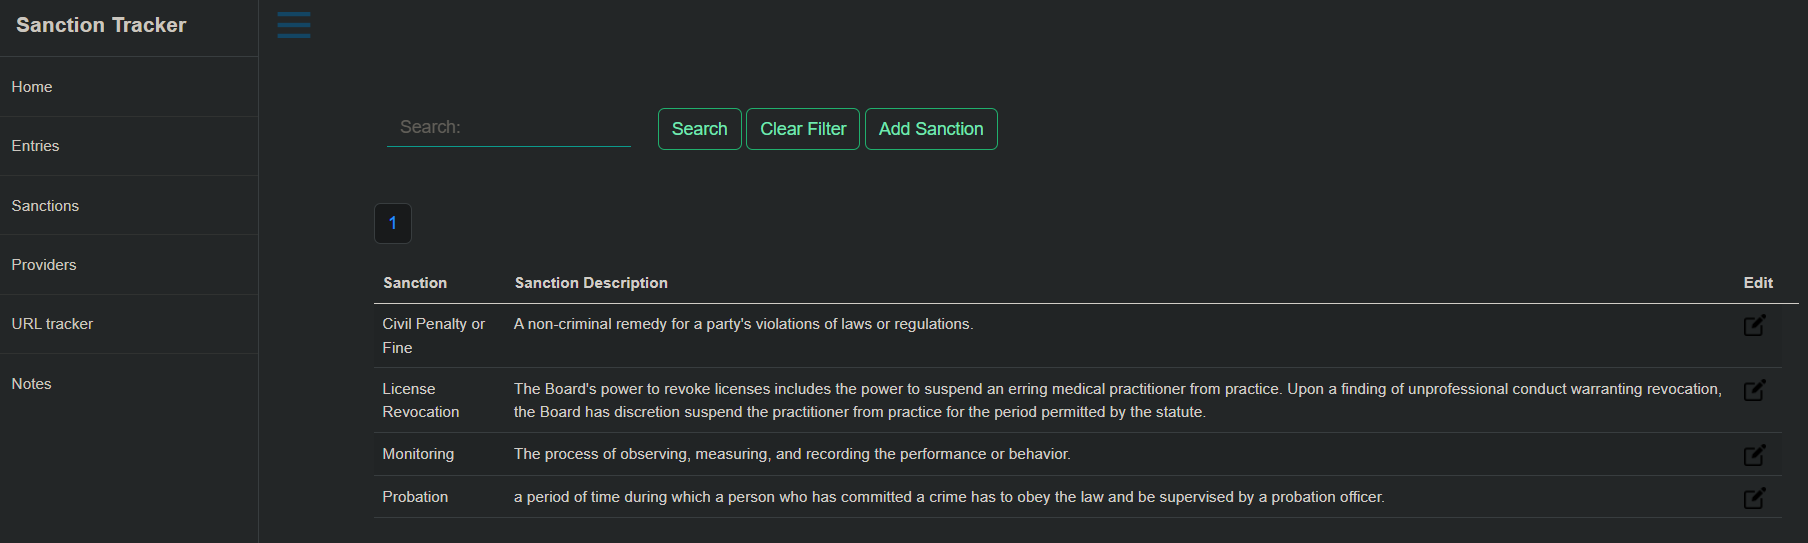 Sanction Tracker
Home
Entries
Sanctions
Providers
URL tracker
Notes
Search:
Search
Clear Filter
Add Sanction
1
Sanction
Sanction Description
Edit
Civil Penalty or
Fine
A non-criminal remedy for a party's violations of laws or regulations.
License
Revocation
The Board's power to revoke licenses includes the power to suspend an erring medical practitioner from practice. Upon a finding of unprofessional conduct warranting revocation,
the Board has discretion suspend the practitioner from practice for the period permitted by the statute.
Monitoring
The process of observing, measuring, and recording the performance or behavior.
Probation
a period of time during which a person who has committed a crime has to obey the law and be supervised by a probation officer.